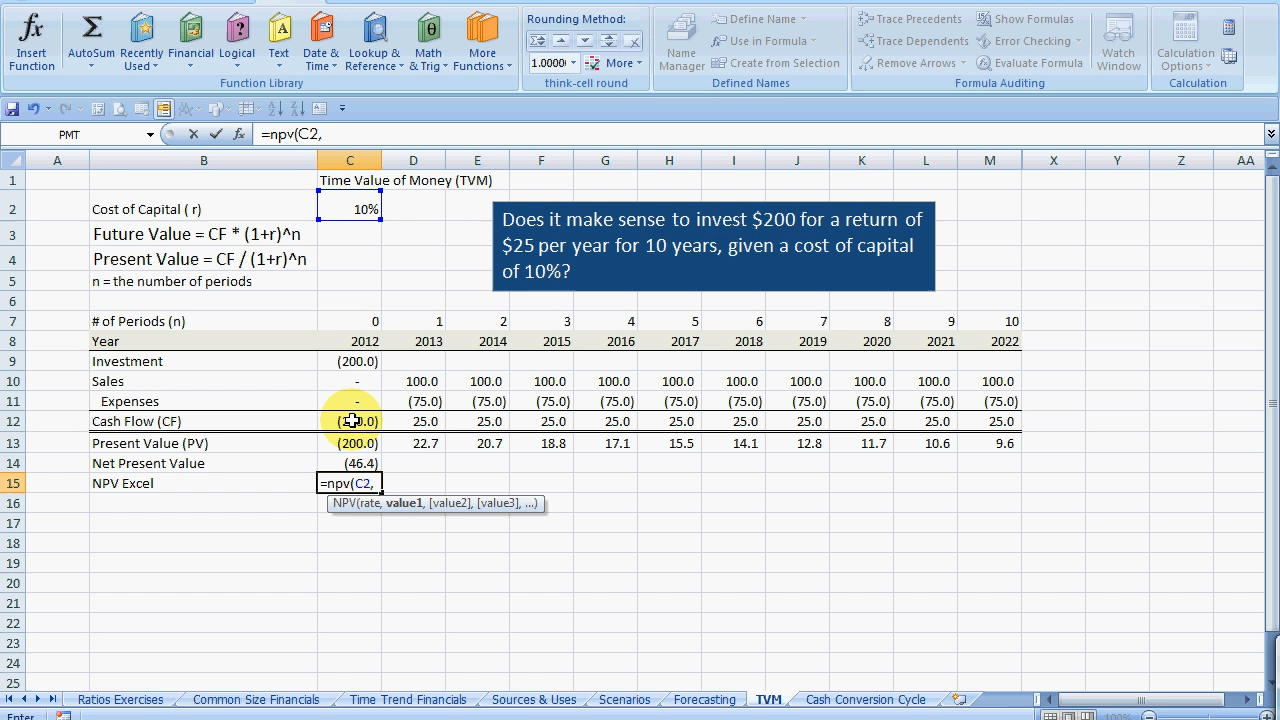 Insert Function
AutoSum
Recently Used
Financial
Logical
Text
Date & Time
Lookup & Reference
Math & Trig
More Functions
Function Library
Rounding Method:
1.0000
More
think-cell round
Name Manager
Define Name
Use in Formula
Create from Selection
Defined Names
Trace Precedents
Trace Dependents
Remove Arrows
Show Formulas
Error Checking
Evaluate Formula
Formula Auditing
Watch Window
Calculation Options
Calculation
PMT
=npv(C2,
A B C D E F G H I J K L M X Y Z AA
1 Time Value of Money (TVM)
2 Cost of Capital ( r) 10%
Does it make sense to invest $200 for a return of
$25 per year for 10 years, given a cost of capital
of 10%?
3 Future Value = CF * (1+r)^n
4 Present Value = CF / (1+r)^n
5 n = the number of periods
6
7 # of Periods (n) 0 1 2 3 4 5 6 7 8 9 10
8 Year 2012 2013 2014 2015 2016 2017 2018 2019 2020 2021 2022
9 Investment (200.0)
10 Sales - 100.0 100.0 100.0 100.0 100.0 100.0 100.0 100.0 100.0 100.0
11 Expenses - (75.0) (75.0) (75.0) (75.0) (75.0) (75.0) (75.0) (75.0) (75.0) (75.0)
12 Cash Flow (CF) 25.0 25.0 25.0 25.0 25.0 25.0 25.0 25.0 25.0 25.0
13 Present Value (PV) (200.0) 22.7 20.7 18.8 17.1 15.5 14.1 12.8 11.7 10.6 9.6
14 Net Present Value (46.4)
15 NPV Excel =npv(C2,
16 NPV(rate, value1, [value2], [value3], ...)
17
18
19
20
21
22
23
24
25
Ratios Exercises Common Size Financials Time Trend Financials Sources & Uses Scenarios Forecasting TVM Cash Conversion Cycle
Enter
100%